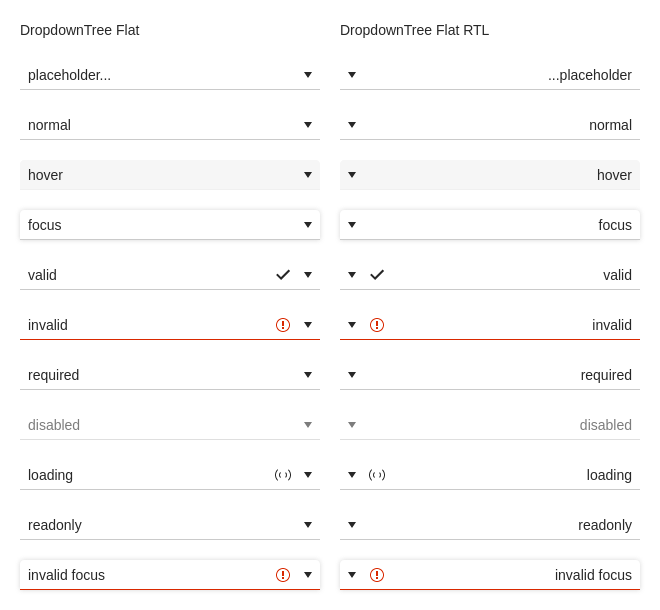 DropdownTree Flat
placeholder...
normal
hover
focus
valid
invalid
required
disabled
loading
readonly
invalid focus
DropdownTree Flat RTL
...placeholder
normal
hover
focus
valid
invalid
required
disabled
loading
readonly
invalid focus